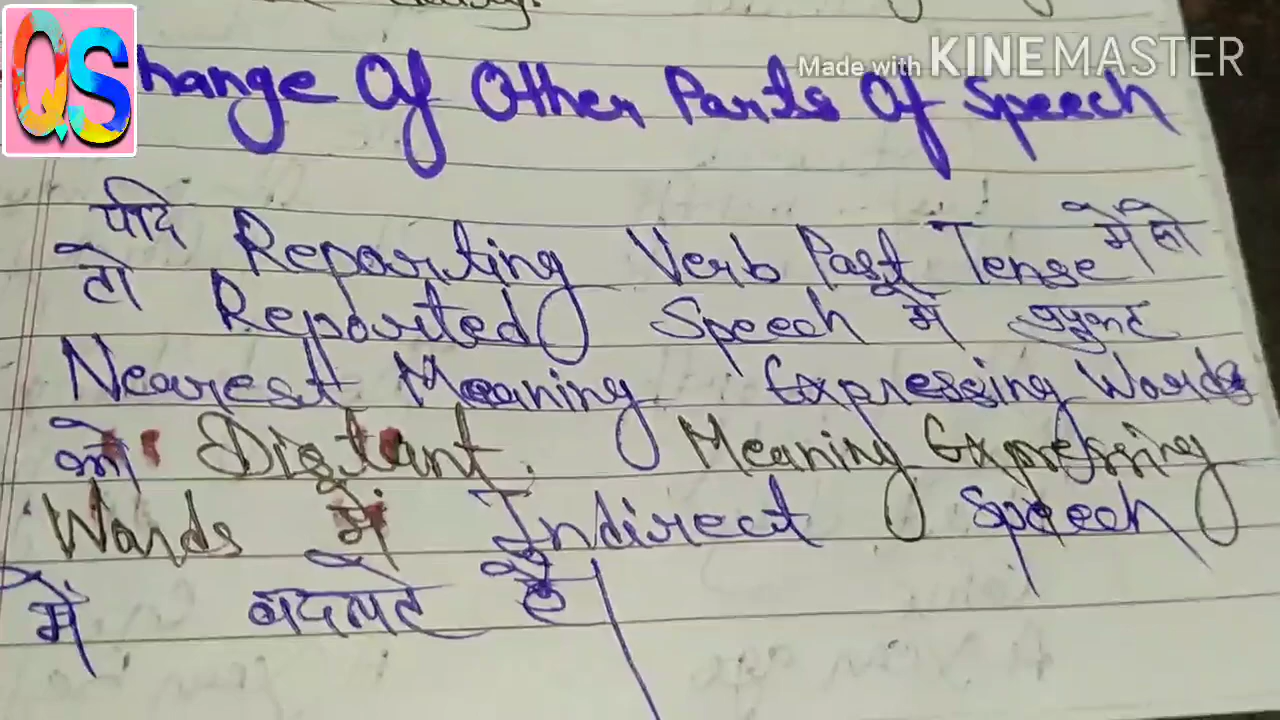 QS
Made with KINEMASTER
hange Of Other Parts Of Speech
यदि Reporting Verb Past Tense में हो
तो Reported Speech में प्रयुक्त
Nearest Meaning Expressing Words
को Distant Meaning Expressing
Words में Indirect Speech
में बदलते है।